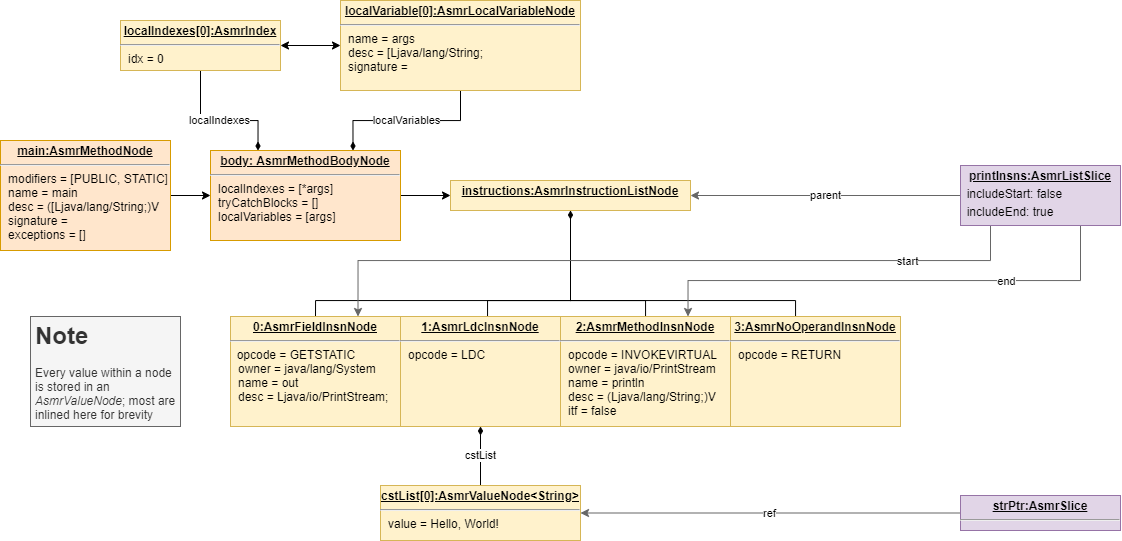 localIndexes[0]:AsmrIndex
idx = 0
localVariable[0]:AsmrLocalVariableNode
name = args
desc = [Ljava/lang/String;
signature =
localIndexes
localVariables
main:AsmrMethodNode
modifiers = [PUBLIC, STATIC]
name = main
desc = ([Ljava/lang/String;)V
signature =
exceptions = []
body: AsmrMethodBodyNode
localIndexes = [*args]
tryCatchBlocks = []
localVariables = [args]
instructions:AsmrInstructionListNode
parent
printInsns:AsmrListSlice
includeStart: false
includeEnd: true
start
end
Note
Every value within a node
is stored in an
AsmrValueNode; most are
inlined here for brevity
0:AsmrFieldInsnNode
opcode = GETSTATIC
owner = java/lang/System
name = out
desc = Ljava/io/PrintStream;
1:AsmrLdcInsnNode
opcode = LDC
2:AsmrMethodInsnNode
opcode = INVOKEVIRTUAL
owner = java/io/PrintStream
name = println
desc = (Ljava/lang/String;)V
itf = false
3:AsmrNoOperandInsnNode
opcode = RETURN
cstList
cstList[0]:AsmrValueNode<String>
value = Hello, World!
ref
strPtr:AsmrSlice